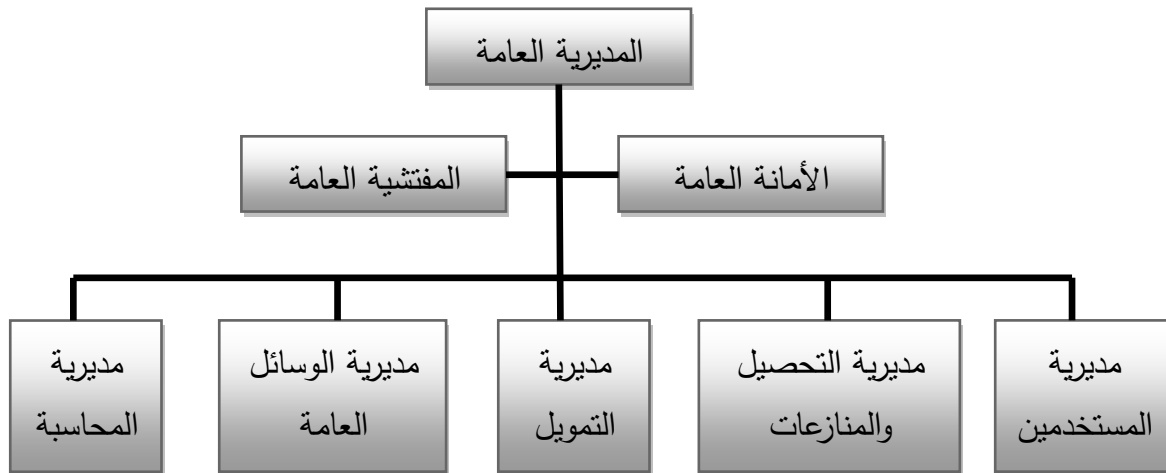 المديرية العامة
الأمانة العامة
المفتشية العامة
مديرية
المستخدمين
مديرية التحصيل
والمنازعات
مديرية
التمويل
مديرية الوسائل
العامة
مديرية
المحاسبة